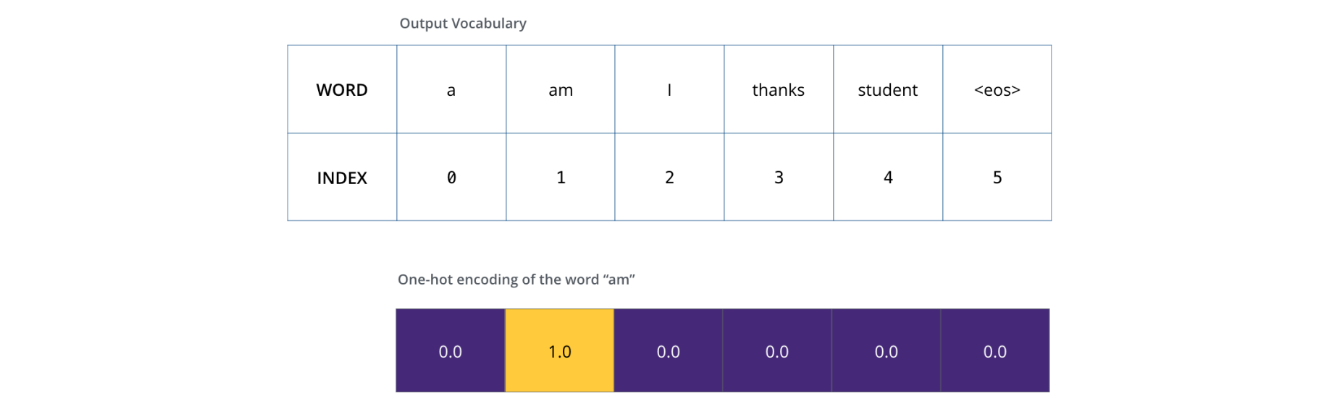 Output Vocabulary
WORD a am I thanks student <eos>
INDEX 0 1 2 3 4 5
One-hot encoding of the word “am”
0.0 1.0 0.0 0.0 0.0 0.0